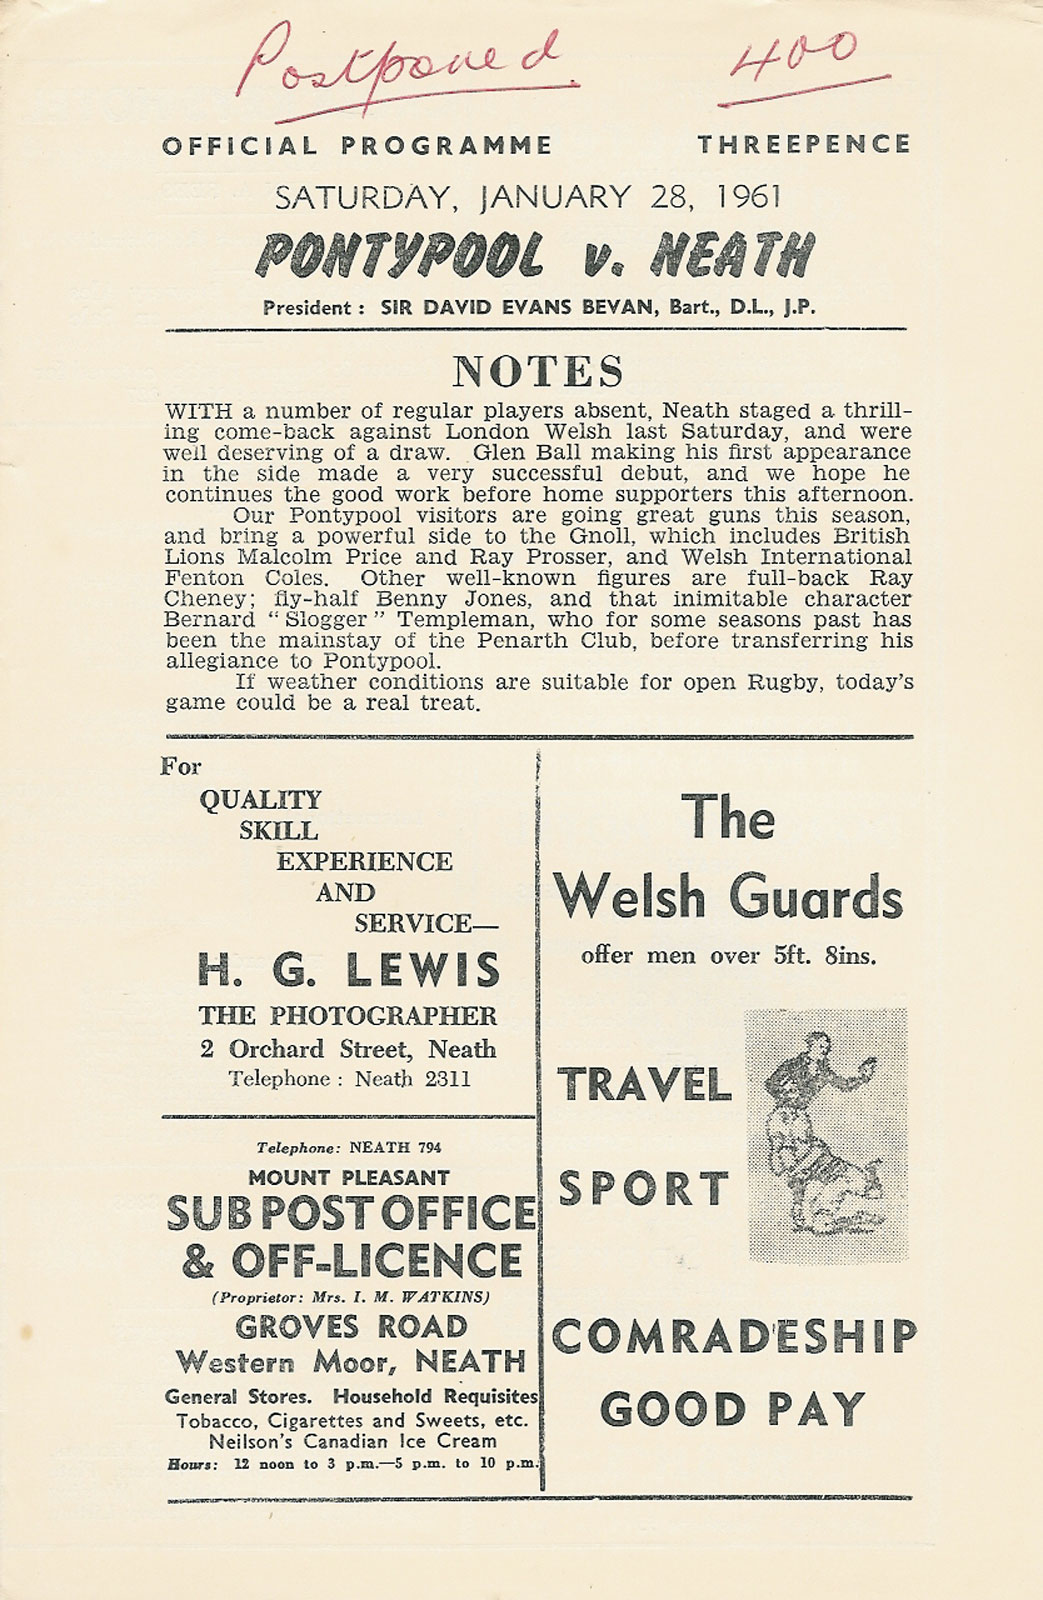 Postponed 400
OFFICIAL PROGRAMME THREEPENCE
SATURDAY, JANUARY 28, 1961
PONTYPOOL v. NEATH
President : SIR DAVID EVANS BEVAN, Bart., D.L., J.P.
NOTES
WITH a number of regular players absent, Neath staged a thrill-
ing come-back against London Welsh last Saturday, and were
well deserving of a draw. Glen Ball making his first appearance
in the side made a very successful debut, and we hope he
continues the good work before home supporters this afternoon.
Our Pontypool visitors are going great guns this season,
and bring a powerful side to the Gnoll, which includes British
Lions Malcolm Price and Ray Prosser, and Welsh International
Fenton Coles. Other well-known figures are full-back Ray
Cheney; fly-half Benny Jones, and that inimitable character
Bernard “ Slogger ” Templeman, who for some seasons past has
been the mainstay of the Penarth Club, before transferring his
allegiance to Pontypool.
If weather conditions are suitable for open Rugby, today's
game could be a real treat.
For
QUALITY
SKILL
EXPERIENCE
AND
SERVICE—
H. G. LEWIS
THE PHOTOGRAPHER
2 Orchard Street, Neath
Telephone : Neath 2311
Telephone: NEATH 794
MOUNT PLEASANT
SUB POST OFFICE
& OFF-LICENCE
(Proprietor: Mrs. I. M. WATKINS)
GROVES ROAD
Western Moor, NEATH
General Stores. Household Requisites
Tobacco, Cigarettes and Sweets, etc.
Neilson's Canadian Ice Cream
Hours: 12 noon to 3 p.m.—5 p.m. to 10 p.m.
The
Welsh Guards
offer men over 5ft. 8ins.
TRAVEL
SPORT
COMRADESHIP
GOOD PAY